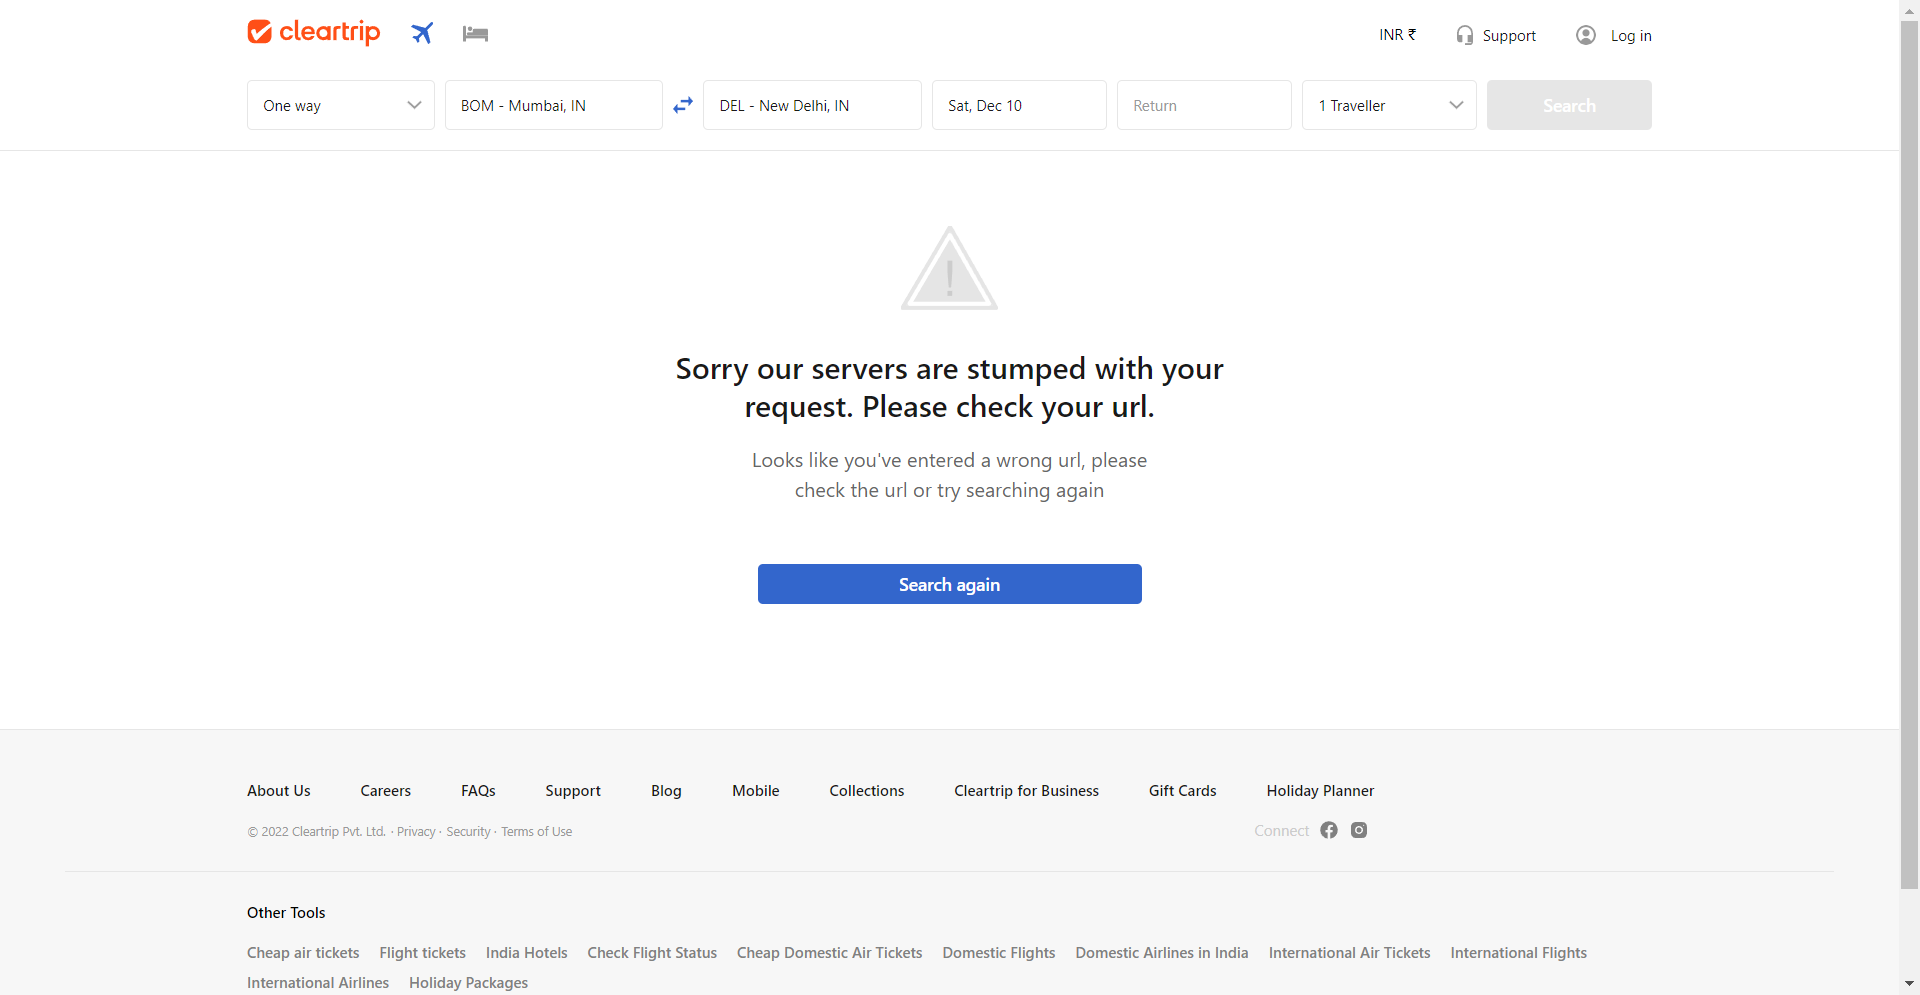 cleartrip
INR ₹
Support
Log in
One way
BOM - Mumbai, IN
DEL - New Delhi, IN
Sat, Dec 10
Return
1 Traveller
Search
Sorry our servers are stumped with your
request. Please check your url.
Looks like you've entered a wrong url, please
check the url or try searching again
Search again
About Us Careers FAQs Support Blog Mobile Collections Cleartrip for Business Gift Cards Holiday Planner
© 2022 Cleartrip Pvt. Ltd. · Privacy · Security · Terms of Use
Connect
Other Tools
Cheap air tickets Flight tickets India Hotels Check Flight Status Cheap Domestic Air Tickets Domestic Flights Domestic Airlines in India International Air Tickets International Flights
International Airlines Holiday Packages